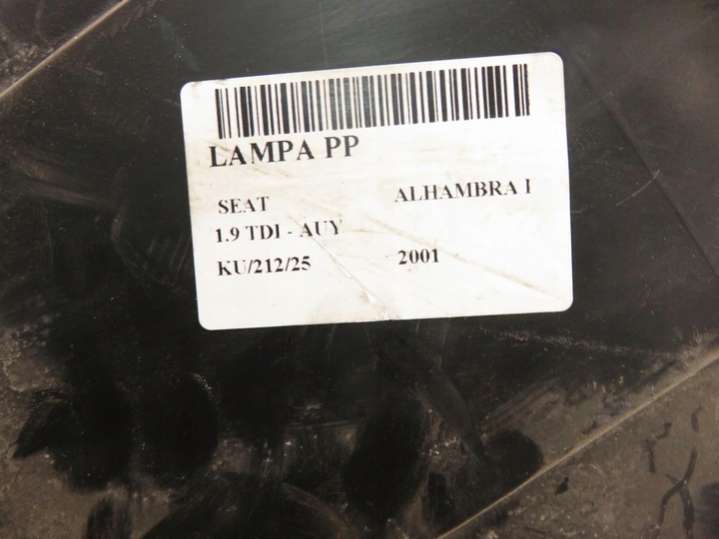 LAMPA PP
SEAT ALHAMBRA I
1.9 TDI - AUY
KU/212/25 2001